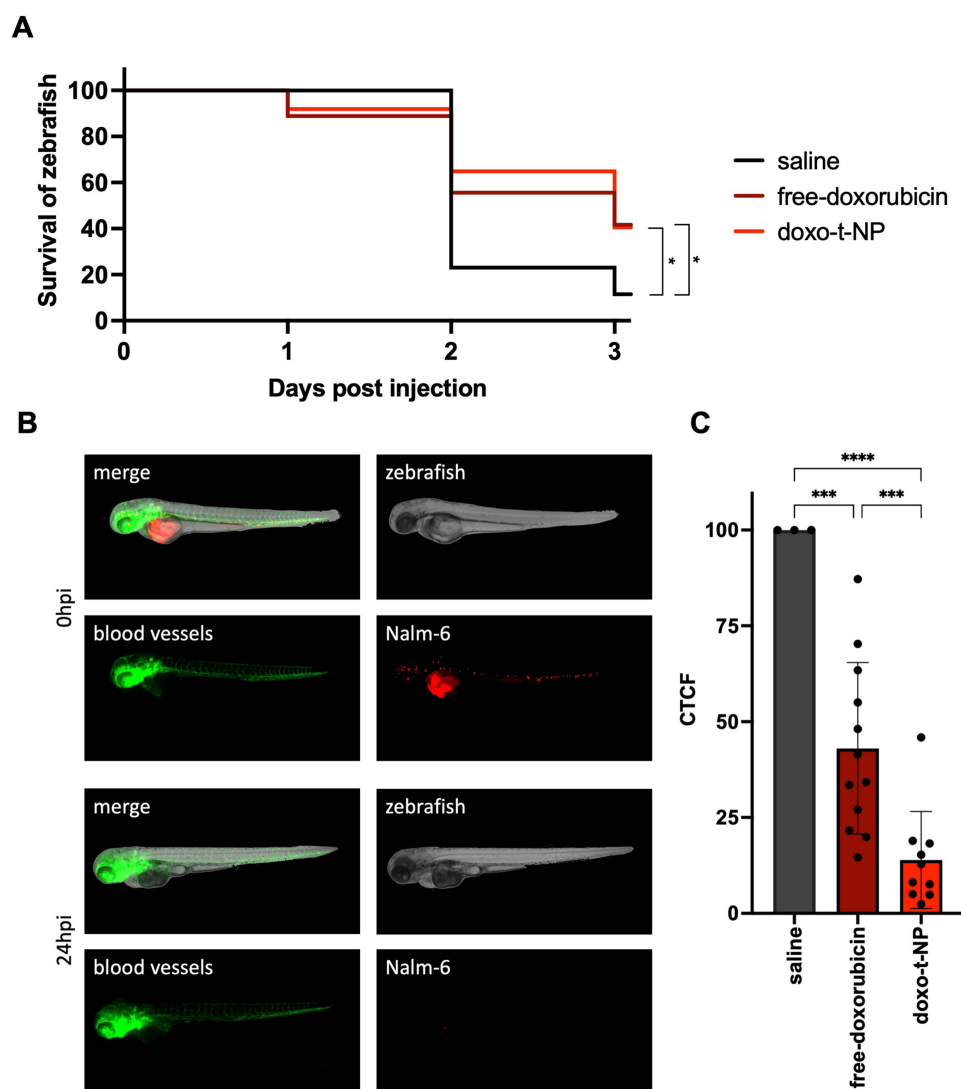 A
Survival of zebrafish
100
80
60
40
20
0
0 1 2 3
Days post injection
saline
free-doxorubicin
doxo-t-NP
* *
B
0hpi
merge
zebrafish
blood vessels
Nalm-6
24hpi
merge
zebrafish
blood vessels
Nalm-6
C
****
*** ***
CTCF
100
75
50
25
0
saline
free-doxorubicin
doxo-t-NP